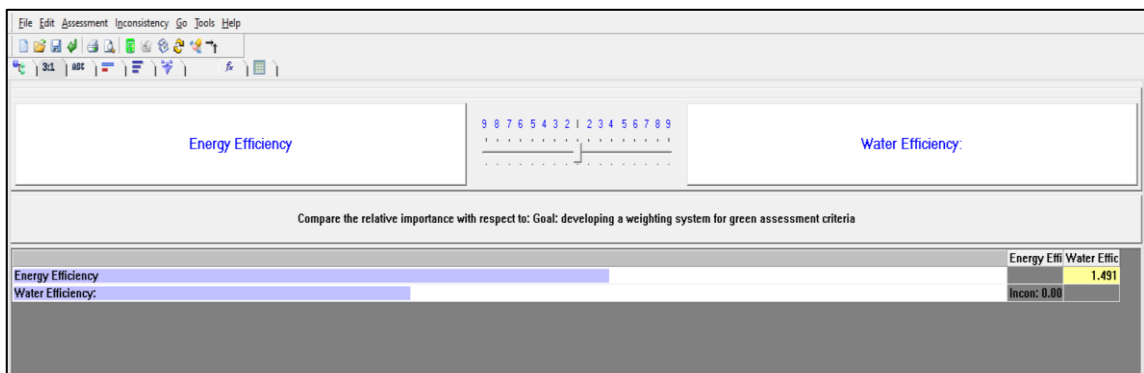 File Edit Assessment Inconsistency Go Tools Help
3:1 ABC fx
Energy Efficiency
9 8 7 6 5 4 3 2 1 2 3 4 5 6 7 8 9
Water Efficiency:
Compare the relative importance with respect to: Goal: developing a weighting system for green assessment criteria
Energy Effi Water Effic
Energy Efficiency 1.491
Water Efficiency: Incon: 0.00